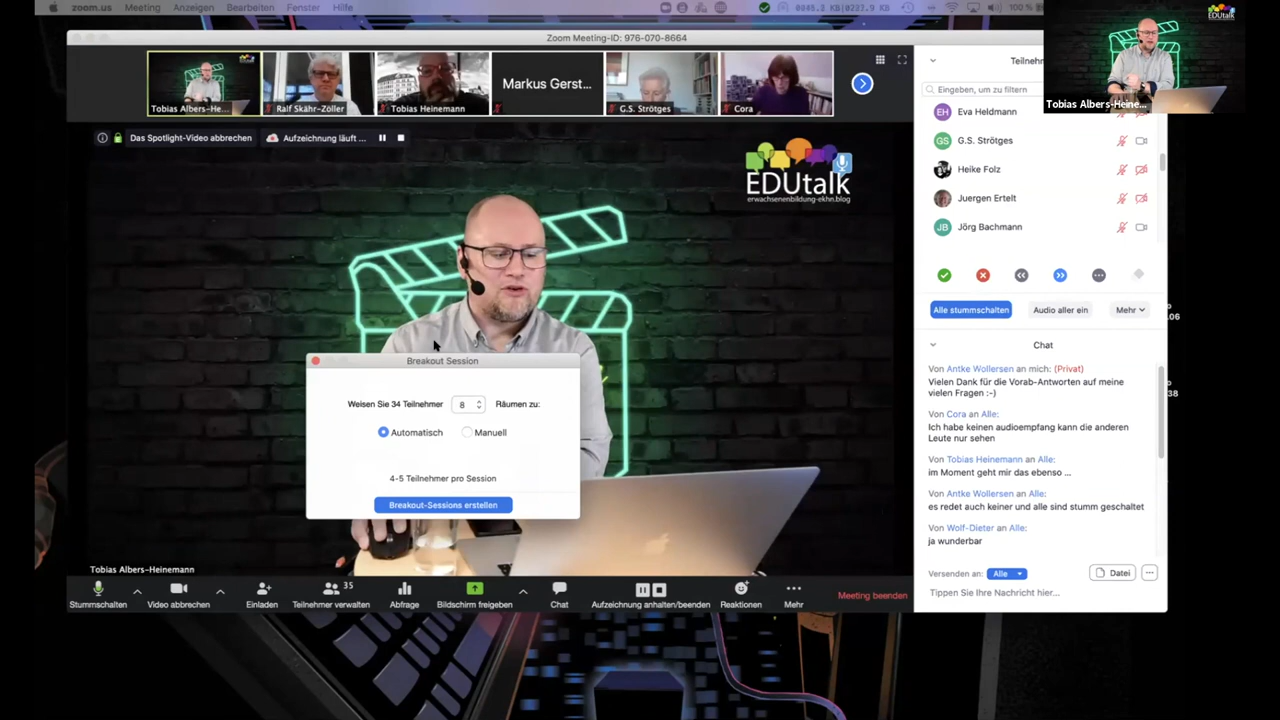 zoom.us Meeting Anzeigen Bearbeiten Fenster Hilfe
100 %
Zoom Meeting-ID: 976-070-8664
Tobias Albers-He...
Ralf Skähr-Zöller
Tobias Heinemann
Markus Gerst...
G.S. Strötges
Cora
Das Spotlight-Video abbrechen
Aufzeichnung läuft ...
EDUtalk
erwachsenenbildung-ekhn.blog
Breakout Session
Weisen Sie 34 Teilnehmer 8 Räumen zu:
Automatisch
Manuell
4-5 Teilnehmer pro Session
Breakout-Sessions erstellen
Tobias Albers-Heinemann
Stummschalten
Video abbrechen
Einladen
35
Teilnehmer verwalten
Abfrage
Bildschirm freigeben
Chat
Aufzeichnung anhalten/beenden
Reaktionen
Mehr
Meeting beenden
EDUtalk
Tobias Albers-Heine...
Eingeben, um zu filtern
EH Eva Heldmann
GS G.S. Strötges
Heike Folz
Juergen Ertelt
JB Jörg Bachmann
Alle stummschalten
Audio aller ein
Mehr
Chat
Von Antke Wollersen an mich: (Privat)
Vielen Dank für die Vorab-Antworten auf meine
vielen Fragen :-)
Von Cora an Alle:
Ich habe keinen audioempfang kann die anderen
Leute nur sehen
Von Tobias Heinemann an Alle:
im Moment geht mir das ebenso ...
Von Antke Wollersen an Alle:
es redet auch keiner und alle sind stumm geschaltet
Von Wolf-Dieter an Alle:
ja wunderbar
Versenden an: Alle
Datei
Tippen Sie Ihre Nachricht hier...